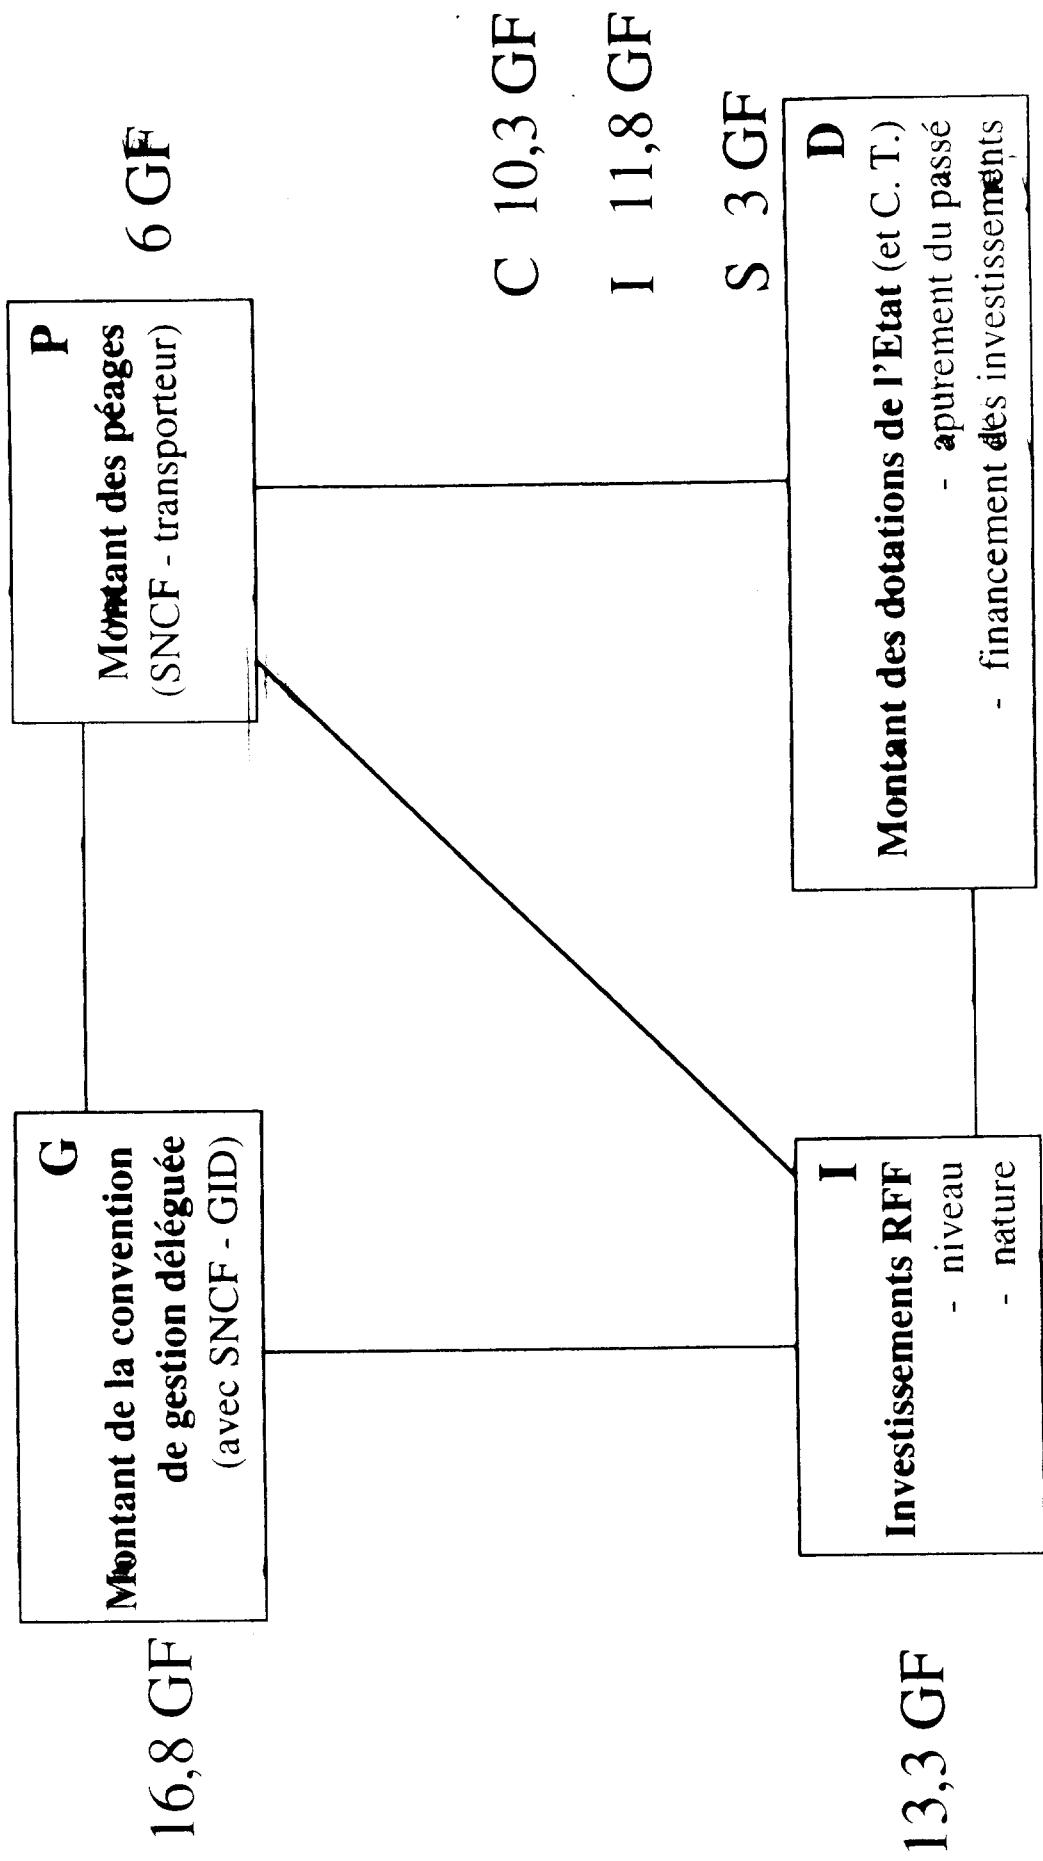 16,8 GF
G
Montant de la convention
de gestion déléguée
(avec SNCF - GID)
P
Montant des péages
(SNCF - transporteur)
6 GF
C 10,3 GF
I 11,8 GF
S 3 GF
13,3 GF
I
Investissements RFF
- niveau
- nature
D
Montant des dotations de l'Etat (et C. T.)
- apurement du passé
- financement des investissements